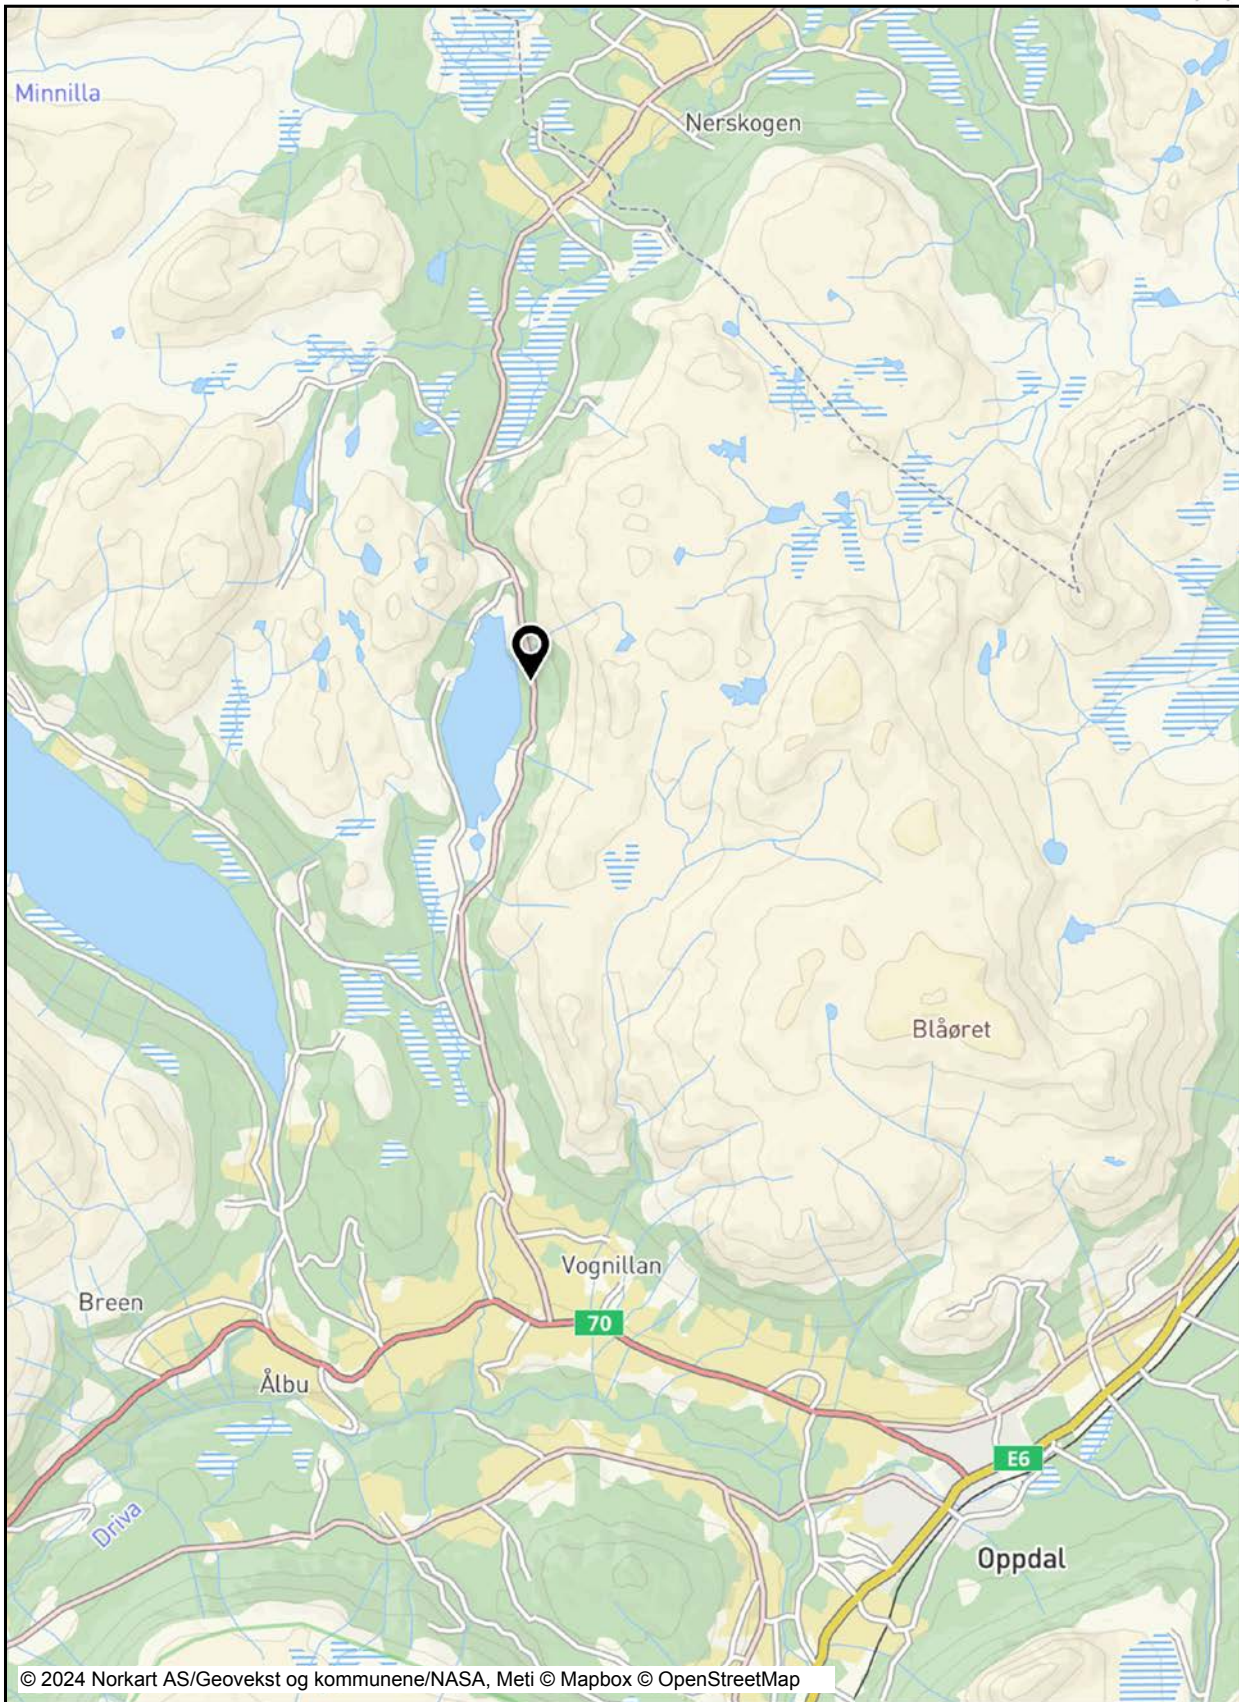 Minnilla
Nerskogen
Blåøret
Vognillan
Breen
70
Ålbu
E6
Driva
Oppdal
© 2024 Norkart AS/Geovekst og kommunene/NASA, Meti © Mapbox © OpenStreetMap